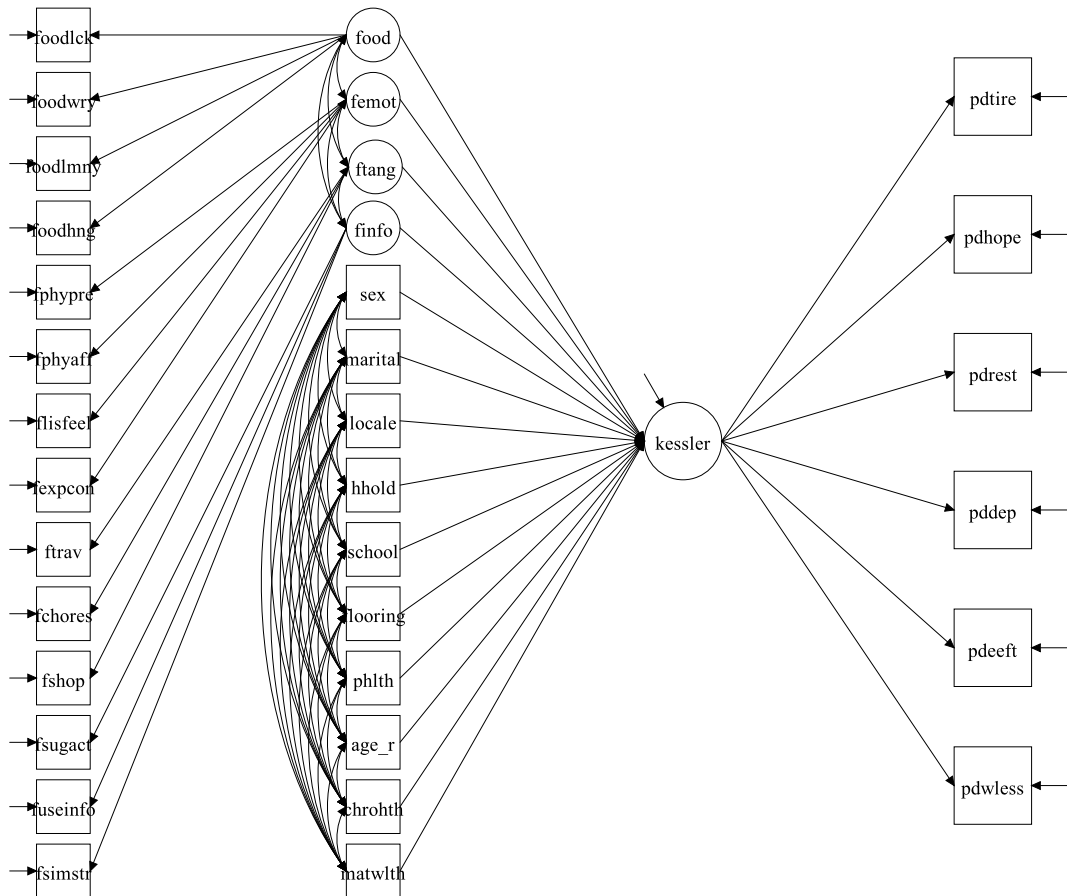 foodlck
foodwry
foodlmny
foodhng
fphypre
fphyaff
flisfeel
fexpcon
ftrav
fchores
fshop
fsugact
fuseinfo
fsimstr
food
femot
ftang
finfo
sex
marital
locale
hhold
school
flooring
phlth
age_r
chrohth
matwlth
kessler
pdtire
pdhope
pdrest
pddep
pdeeft
pdwless